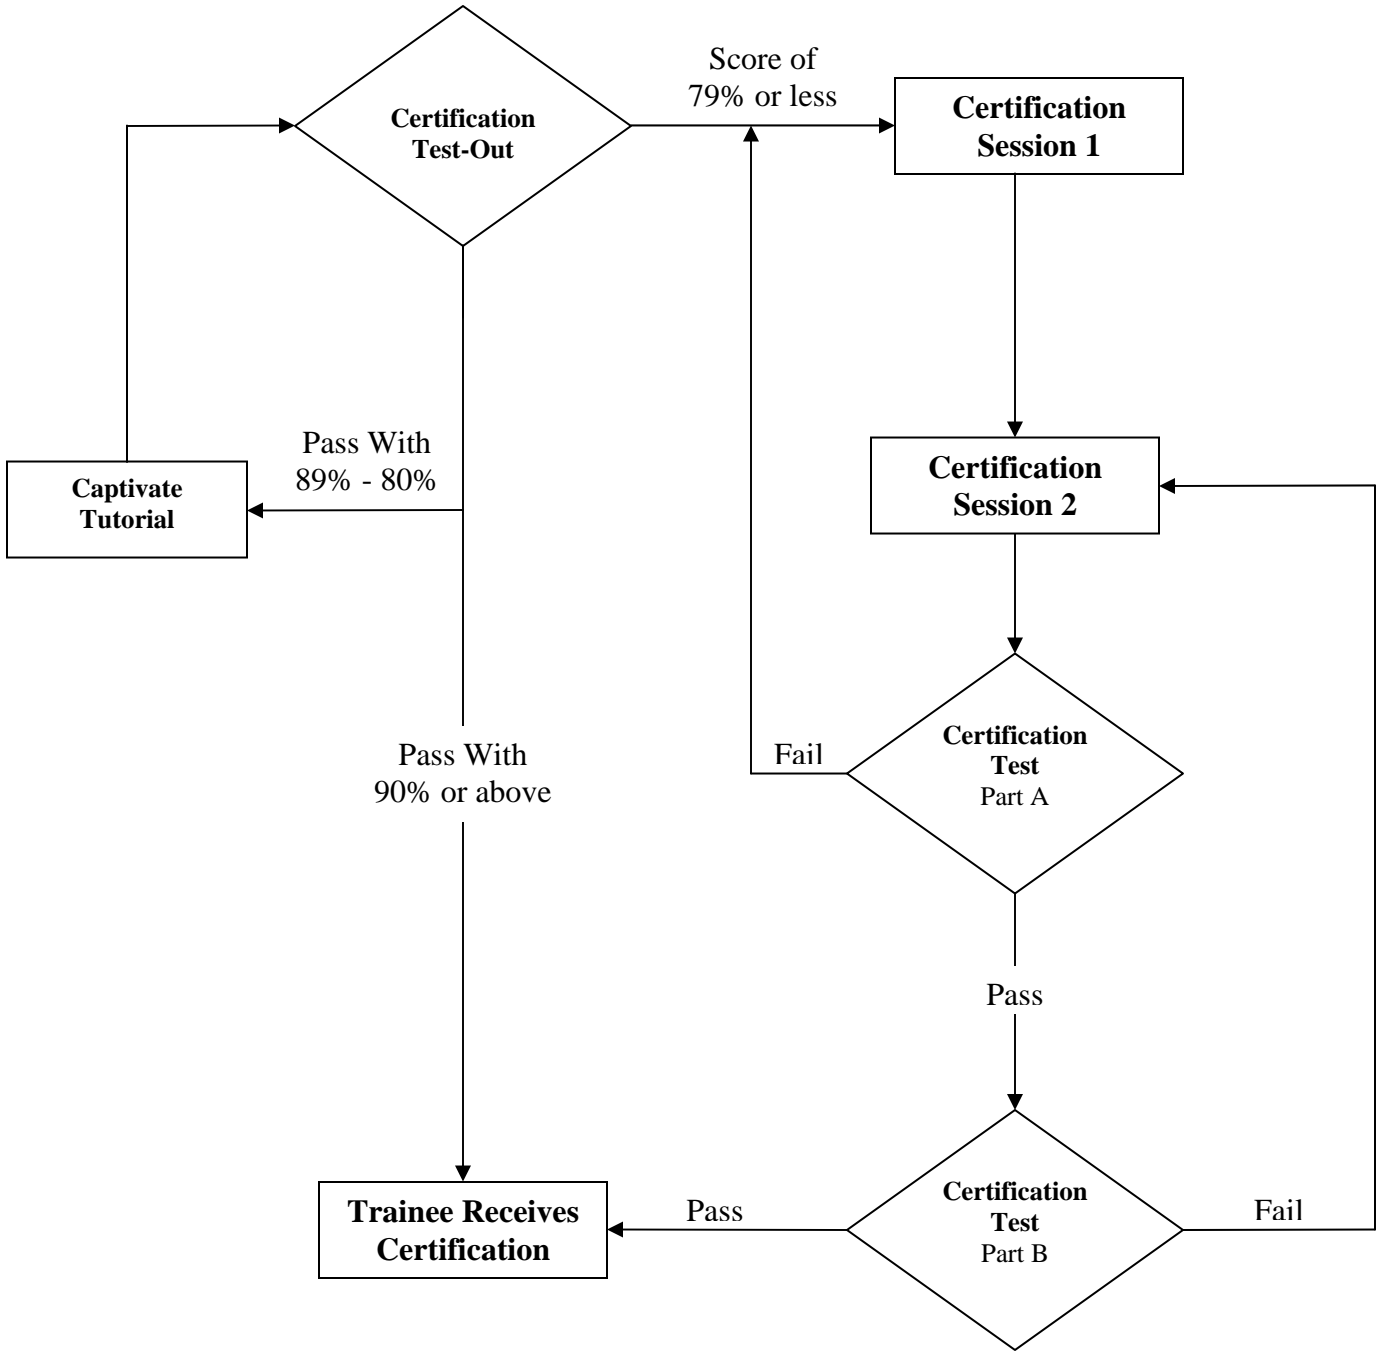 Score of
79% or less
Certification
Test-Out
Certification
Session 1
Pass With
89% - 80%
Captivate
Tutorial
Certification
Session 2
Certification
Test
Part A
Fail
Pass With
90% or above
Pass
Certification
Test
Part B
Trainee Receives
Certification
Pass
Fail